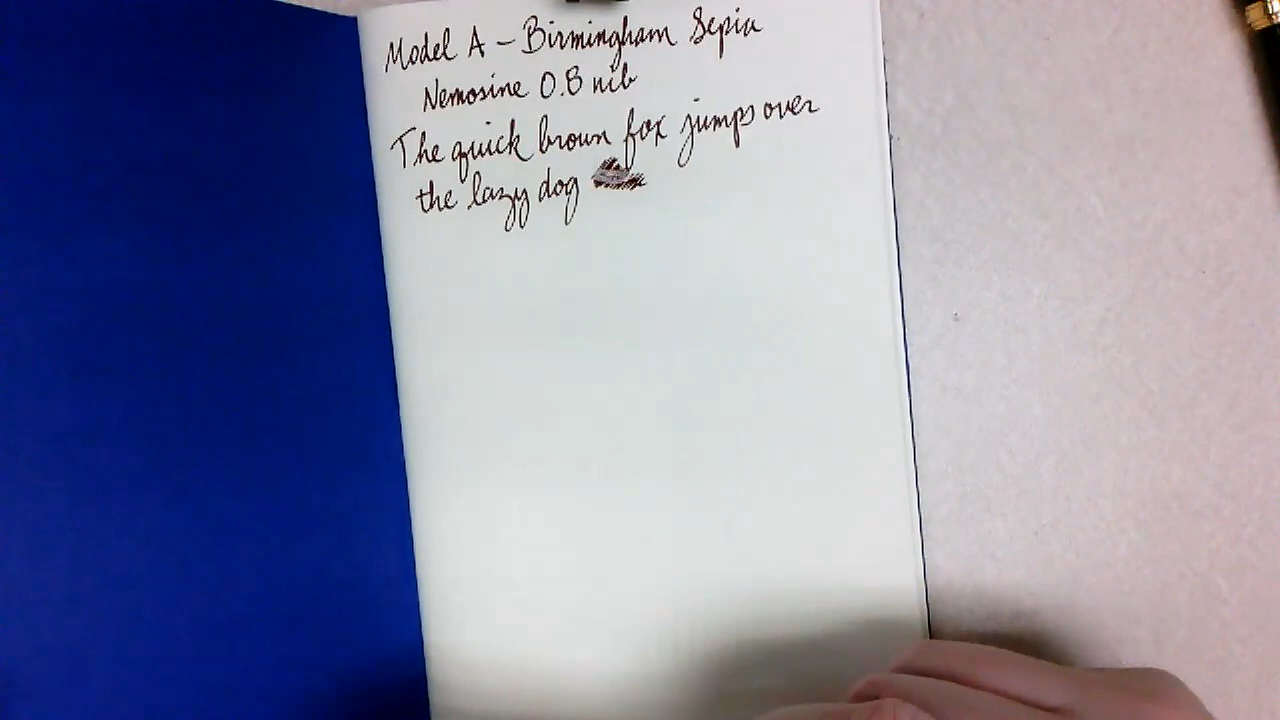 Model A – Birmingham Sepia
Nemosine 0.8 nib
The quick brown fox jumps over
the lazy dog